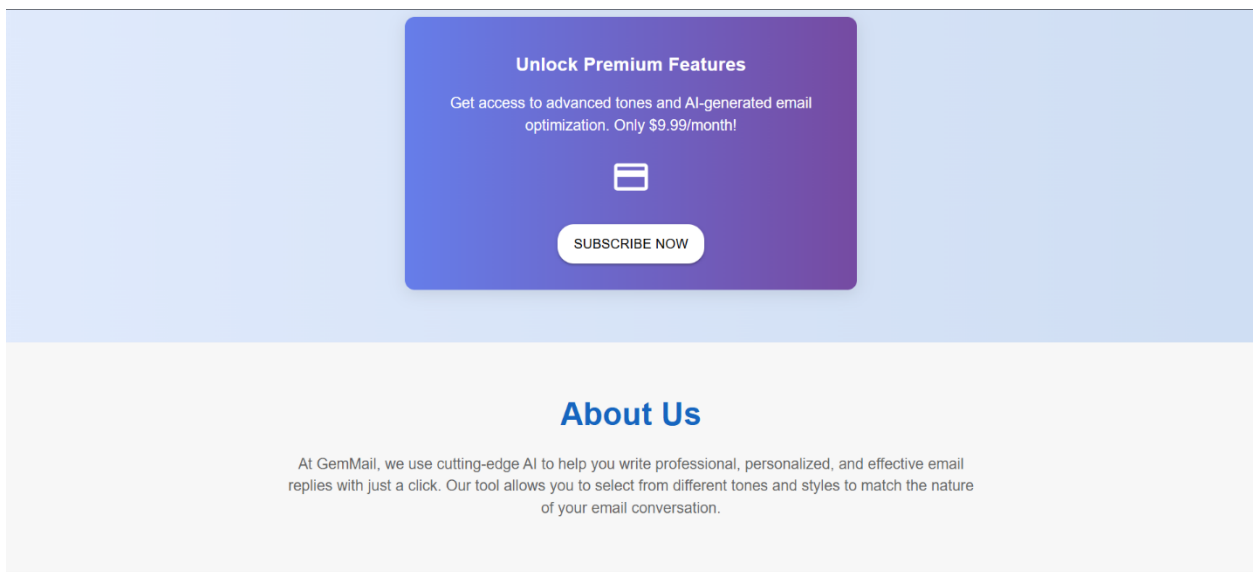 Unlock Premium Features
Get access to advanced tones and AI-generated email
optimization. Only $9.99/month!
SUBSCRIBE NOW
About Us
At GemMail, we use cutting-edge AI to help you write professional, personalized, and effective email
replies with just a click. Our tool allows you to select from different tones and styles to match the nature
of your email conversation.